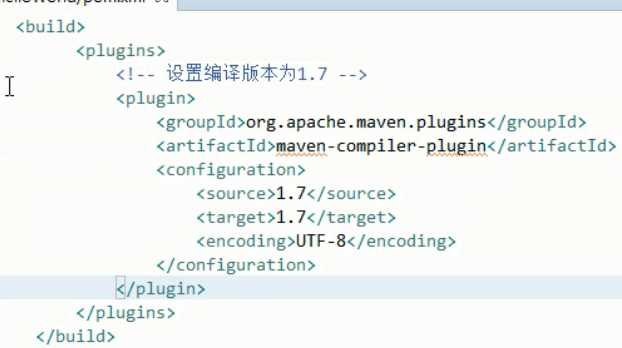 <build>
<plugins>
<!-- 设置编译版本为1.7 -->
<plugin>
<groupId>org.apache.maven.plugins</groupId>
<artifactId>maven-compiler-plugin</artifactId>
<configuration>
<source>1.7</source>
<target>1.7</target>
<encoding>UTF-8</encoding>
</configuration>
</plugin>
</plugins>
</build>